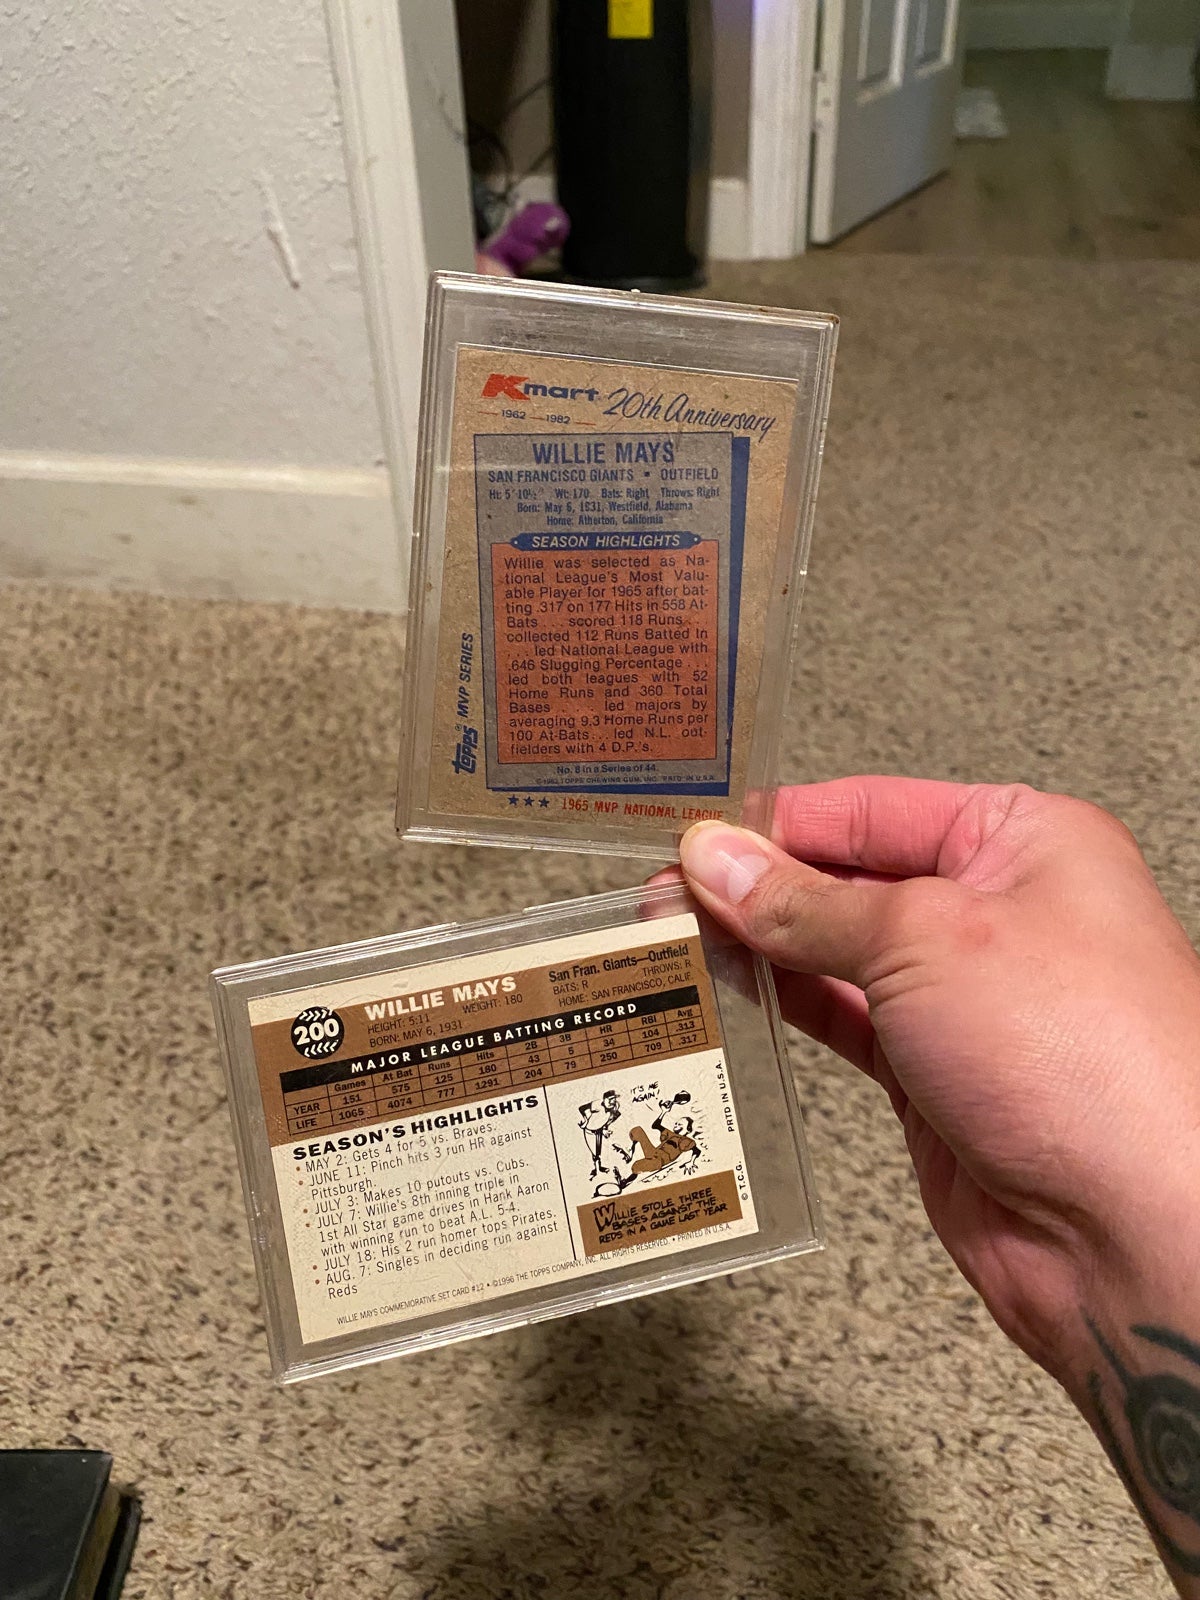 Kmart 20th Anniversary
1962 — 1982
WILLIE MAYS
SAN FRANCISCO GIANTS • OUTFIELD
Ht: 5' 10½" Wt: 170 Bats: Right Throws: Right
Born: May 6, 1931, Westfield, Alabama
Home: Atherton, California
SEASON HIGHLIGHTS
Willie was selected as Na-
tional League's Most Valu-
able Player for 1965 after bat-
ting .317 on 177 Hits in 558 At-
Bats . . . scored 118 Runs . .
collected 112 Runs Batted In
. . . led National League with
.646 Slugging Percentage . . .
led both leagues with 52
Home Runs and 360 Total
Bases . . . led majors by
averaging 9.3 Home Runs per
100 At-Bats . . . led N.L. out-
fielders with 4 D.P.'s.
No. 8 in a Series of 44
©1982 TOPPS CHEWING GUM, INC. PRTD. IN U.S.A.
★★★ 1965 MVP NATIONAL LEAGUE
topps® MVP SERIES
200
WILLIE MAYS
San Fran. Giants—Outfield
HEIGHT: 5:11 WEIGHT: 180 BATS: R THROWS: R
BORN: MAY 6, 1931 HOME: SAN FRANCISCO, CALIF.
MAJOR LEAGUE BATTING RECORD
Games At Bat Runs Hits 2B 3B HR RBI Avg
YEAR 151 575 125 180 43 5 34 104 .313
LIFE 1065 4074 777 1291 204 79 250 709 .317
SEASON'S HIGHLIGHTS
• MAY 2: Gets 4 for 5 vs. Braves.
• JUNE 11: Pinch hits 3 run HR against
Pittsburgh.
• JULY 3: Makes 10 putouts vs. Cubs.
• JULY 7: Willie's 8th inning triple in
1st All Star game drives in Hank Aaron
with winning run to beat A.L. 5-4.
• JULY 18: His 2 run homer tops Pirates.
• AUG. 7: Singles in deciding run against
Reds
IT'S ME
AGAIN!
WILLIE STOLE THREE
BASES AGAINST THE
REDS IN A GAME LAST YEAR
© T.C.G. PRTD IN U.S.A.
WILLIE MAYS COMMEMORATIVE SET CARD #12 • ©1996 THE TOPPS COMPANY, INC. ALL RIGHTS RESERVED. • PRINTED IN U.S.A.